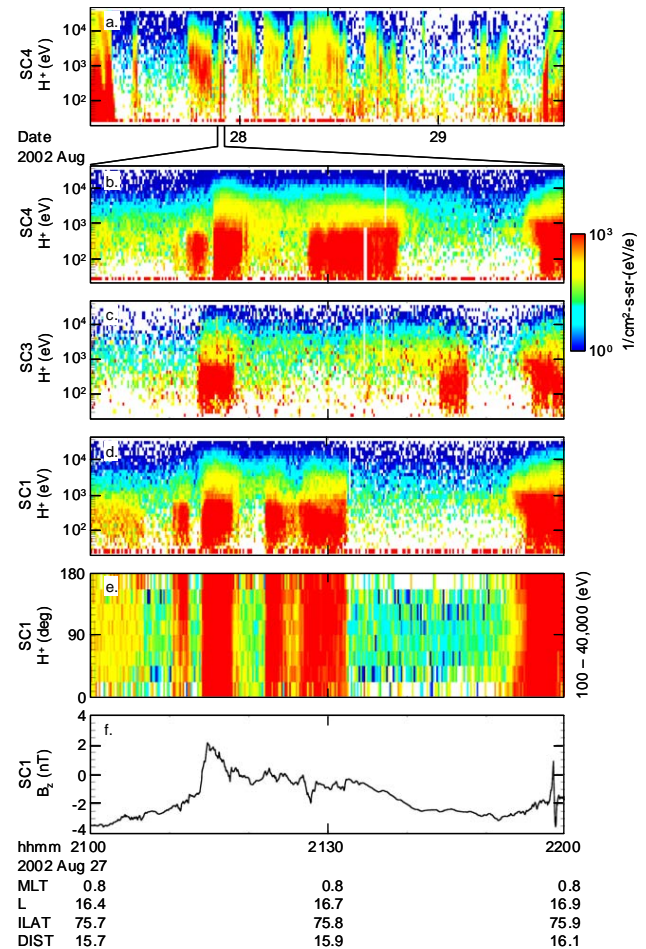 a.
SC4
H⁺ (eV)
10⁴
10³
10²
Date 28 29
2002 Aug
b.
SC4
H⁺ (eV)
10⁴
10³
10²
c.
SC3
H⁺ (eV)
10⁴
10³
10²
10³
10⁰
1/cm²-s-sr-(eV/e)
d.
SC1
H⁺ (eV)
10⁴
10³
10²
e.
SC1
H⁺ (deg)
180
90
0
100 – 40,000 (eV)
f.
SC1
B_z (nT)
4
2
0
-2
-4
hhmm 2100 2130 2200
2002 Aug 27
MLT 0.8 0.8 0.8
L 16.4 16.7 16.9
ILAT 75.7 75.8 75.9
DIST 15.7 15.9 16.1